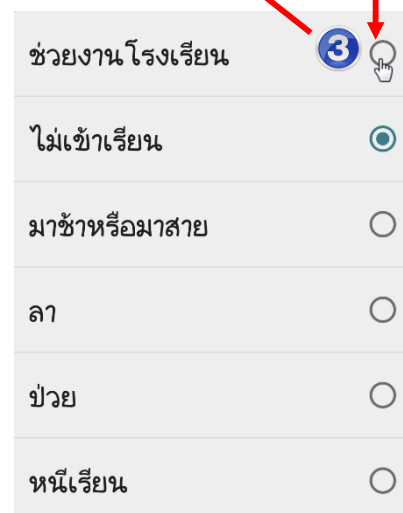 ช่วยงานโรงเรียน 3
ไม่เข้าเรียน
มาช้าหรือมาสาย
ลา
ป่วย
หนีเรียน